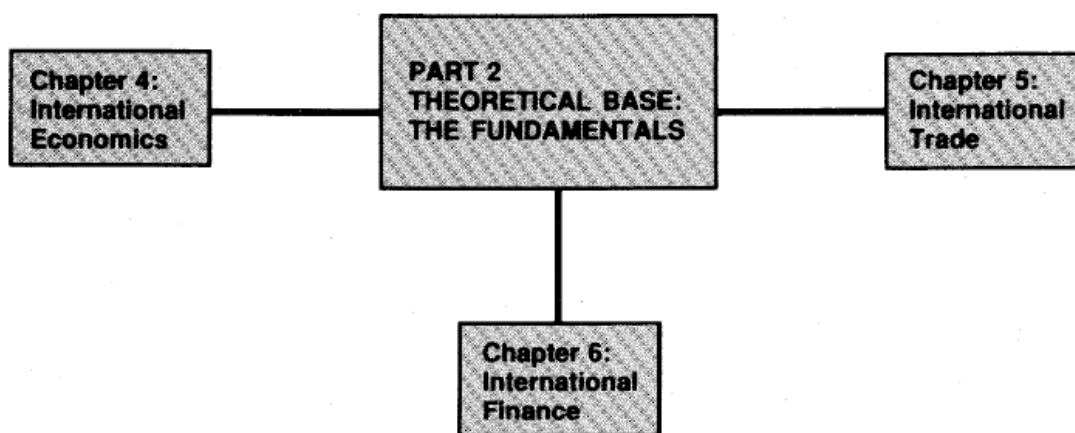 Chapter 4:
International
Economics
PART 2
THEORETICAL BASE:
THE FUNDAMENTALS
Chapter 5:
International
Trade
Chapter 6:
International
Finance